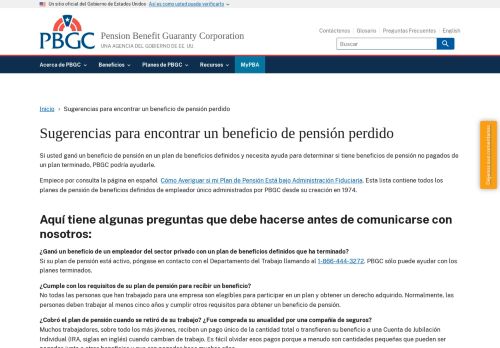 Un sitio oficial del Gobierno de Estados Unidos Así es como usted puede verificarlo
PBGC
Pension Benefit Guaranty Corporation
UNA AGENCIA DEL GOBIERNO DE EE. UU
Contáctenos Glosario Preguntas Frecuentes English
Buscar
Acerca de PBGC Beneficios Planes de PBGC Recursos MyPBA
Inicio › Sugerencias para encontrar un beneficio de pensión perdido
Sugerencias para encontrar un beneficio de pensión perdido
Si usted ganó un beneficio de pensión en un plan de beneficios definidos y necesita ayuda para determinar si tiene beneficios de pensión no pagados de
un plan terminado, PBGC podría ayudarle.
Empiece por consulta la página en español. Cómo Averiguar si mi Plan de Pensión Está bajo Administración Fiduciaria. Esta lista contiene todos los
planes de pensión de beneficios definidos de empleador único administrados por PBGC desde su creación en 1974.
Aquí tiene algunas preguntas que debe hacerse antes de comunicarse con
nosotros:
¿Ganó un beneficio de un empleador del sector privado con un plan de beneficios definidos que ha terminado?
Si su plan de pensión está activo, póngase en contacto con el Departamento del Trabajo llamando al 1-866-444-3272. PBGC sólo puede ayudar con los
planes terminados.
¿Cumple con los requisitos de su plan de pensión para recibir un beneficio?
No todas las personas que han trabajado para una empresa son elegibles para participar en un plan y obtener un derecho adquirido. Normalmente, las
personas deben trabajar al menos cinco años y cumplir otros requisitos para obtener un beneficio de pensión.
¿Cobró el plan de pensión cuando se retiró de su trabajo? ¿Fue comprada su anualidad por una compañía de seguros?
Muchos trabajadores, sobre todo los más jóvenes, reciben un pago único de la cantidad total o transfieren su beneficio a una Cuenta de Jubilación
Individual (IRA, siglas en inglés) cuando cambian de trabajo. Es fácil olvidar esos pagos porque a menudo son cantidades pequeñas que pueden ser